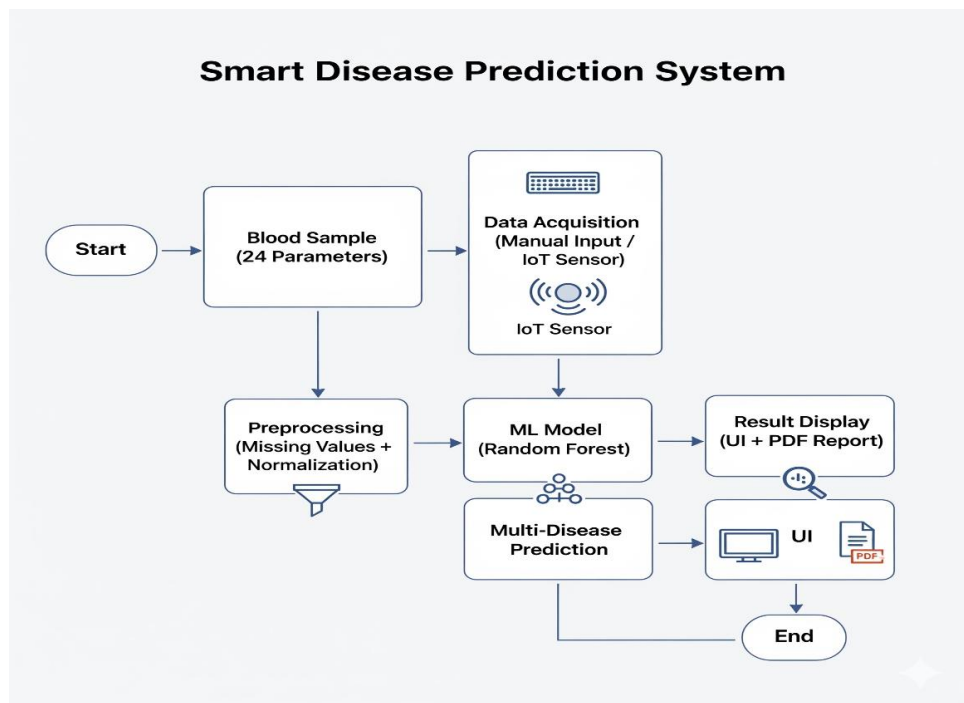 Smart Disease Prediction System
Start
Blood Sample
(24 Parameters)
Data Acquisition
(Manual Input /
IoT Sensor)
IoT Sensor
Preprocessing
(Missing Values +
Normalization)
ML Model
(Random Forest)
Result Display
(UI + PDF Report)
Multi-Disease
Prediction
UI
PDF
End